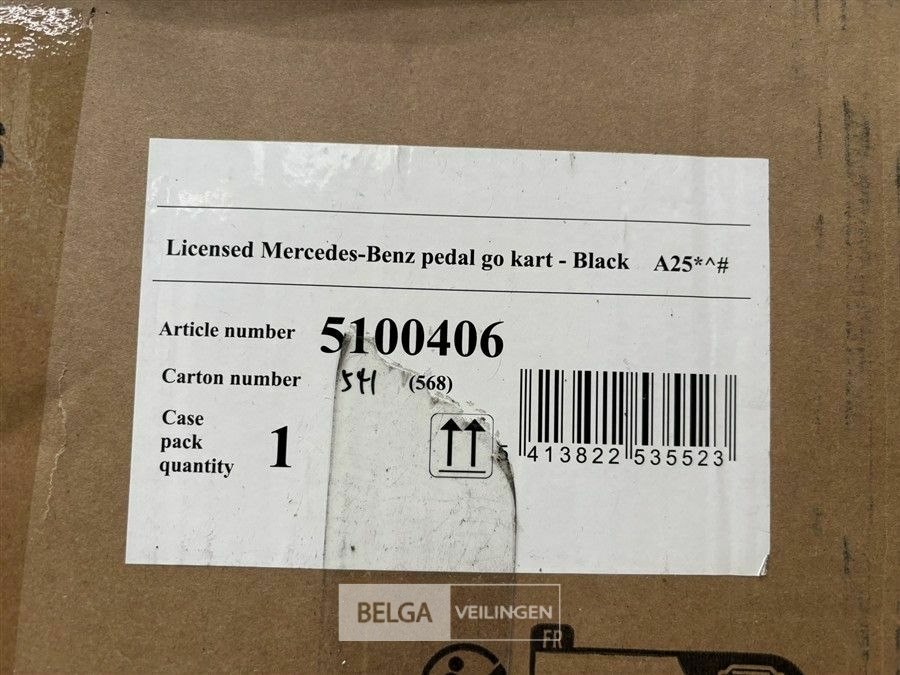 Licensed Mercedes-Benz pedal go kart - Black A25*^#
Article number 5100406
Carton number 541 (568)
Case
pack
quantity 1
5 413822 535523
BELGA VEILINGEN
FR